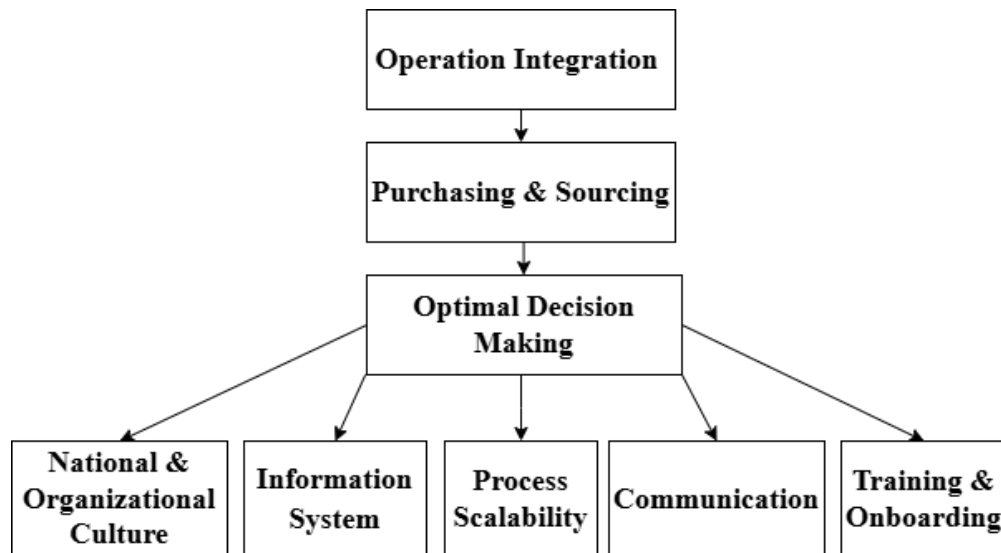 Operation Integration
Purchasing & Sourcing
Optimal Decision
Making
National &
Organizational
Culture
Information
System
Process
Scalability
Communication
Training &
Onboarding